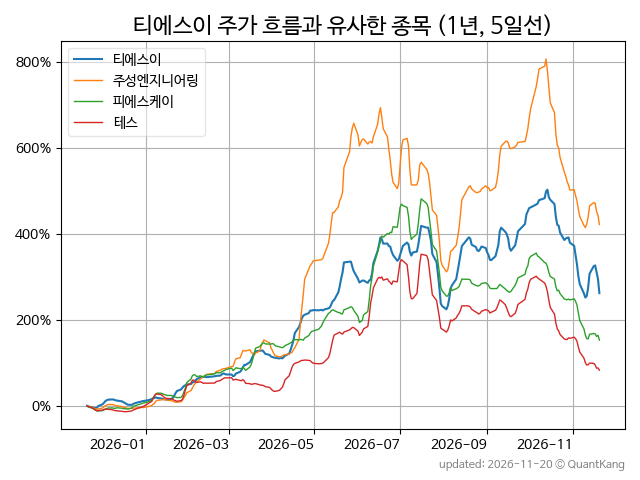 티에스이 주가 흐름과 유사한 종목 (1년, 5일선)
800%
600%
400%
200%
0%
티에스이
주성엔지니어링
피에스케이
테스
2026-01 2026-03 2026-05 2026-07 2026-09 2026-11
updated: 2026-11-20 © QuantKang